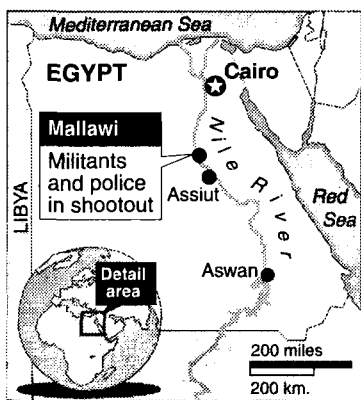 Mediterranean Sea
EGYPT
Cairo
Mallawi
Militants
and police
in shootout
Assiut
Nile River
Red
Sea
LIBYA
Detail
area
Aswan
200 miles
200 km.